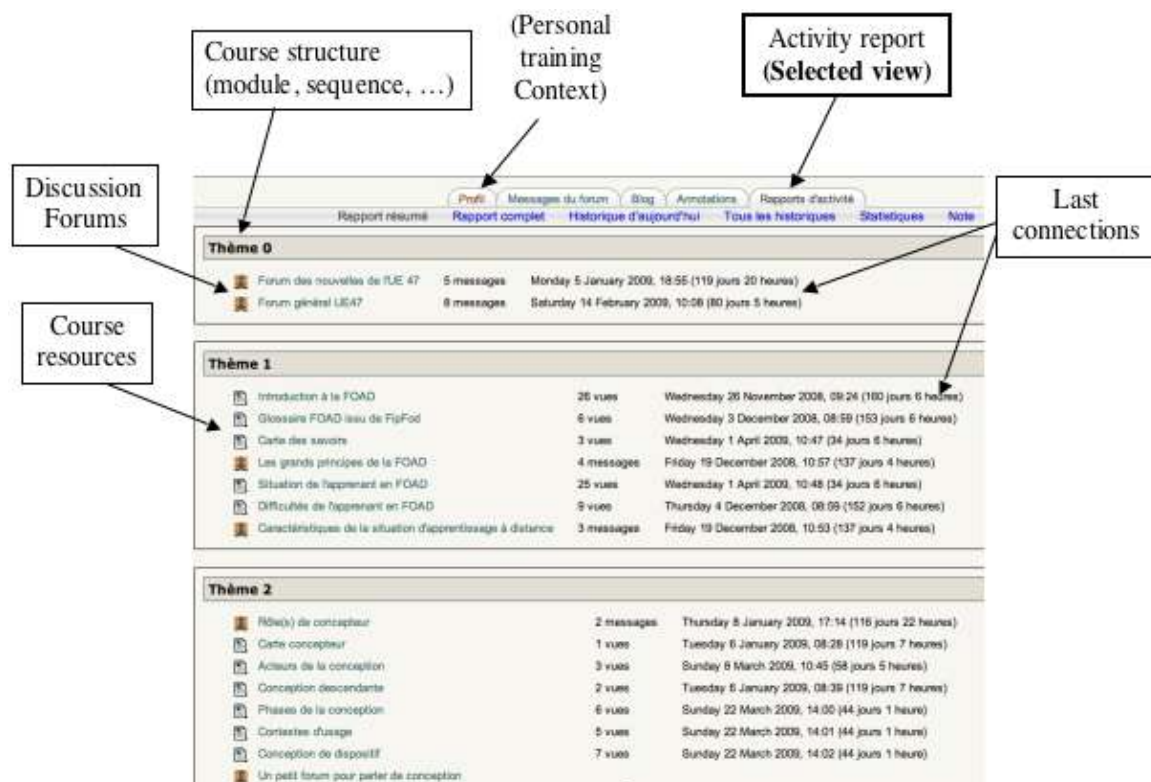 Course structure
(module, sequence, …)
(Personal
training
Context)
Activity report
(Selected view)
Discussion
Forums
Last
connections
Course
resources
Profil Messages du forum Blog Annotations Rapports d'activité
Rapport résumé Rapport complet Historique d'aujourd'hui Tous les historiques Statistiques Note
Thème 0
Forum des nouvelles de l'UE 47 5 messages Monday 5 January 2009, 18:55 (119 jours 20 heures)
Forum général UE47 8 messages Saturday 14 February 2009, 10:08 (80 jours 5 heures)
Thème 1
Introduction à la FOAD 26 vues Wednesday 26 November 2008, 09:24 (160 jours 6 heures)
Glossaire FOAD issu de FipFod 6 vues Wednesday 3 December 2008, 08:59 (153 jours 6 heures)
Carte des savoirs 3 vues Wednesday 1 April 2009, 10:47 (34 jours 6 heures)
Les grands principes de la FOAD 4 messages Friday 19 December 2008, 10:57 (137 jours 4 heures)
Situation de l'apprenant en FOAD 25 vues Wednesday 1 April 2009, 10:48 (34 jours 6 heures)
Difficultés de l'apprenant en FOAD 9 vues Thursday 4 December 2008, 08:59 (152 jours 6 heures)
Caractéristiques de la situation d'apprentissage à distance 3 messages Friday 19 December 2008, 10:53 (137 jours 4 heures)
Thème 2
Rôle(s) de concepteur 2 messages Thursday 8 January 2009, 17:14 (116 jours 22 heures)
Carte concepteur 1 vues Tuesday 6 January 2009, 08:28 (119 jours 7 heures)
Acteurs de la conception 3 vues Sunday 8 March 2009, 10:45 (58 jours 5 heures)
Conception descendante 2 vues Tuesday 6 January 2009, 08:39 (119 jours 7 heures)
Phases de la conception 6 vues Sunday 22 March 2009, 14:00 (44 jours 1 heure)
Contextes d'usage 5 vues Sunday 22 March 2009, 14:01 (44 jours 1 heure)
Conception de dispositif 7 vues Sunday 22 March 2009, 14:02 (44 jours 1 heure)
Un petit forum pour parler de conception